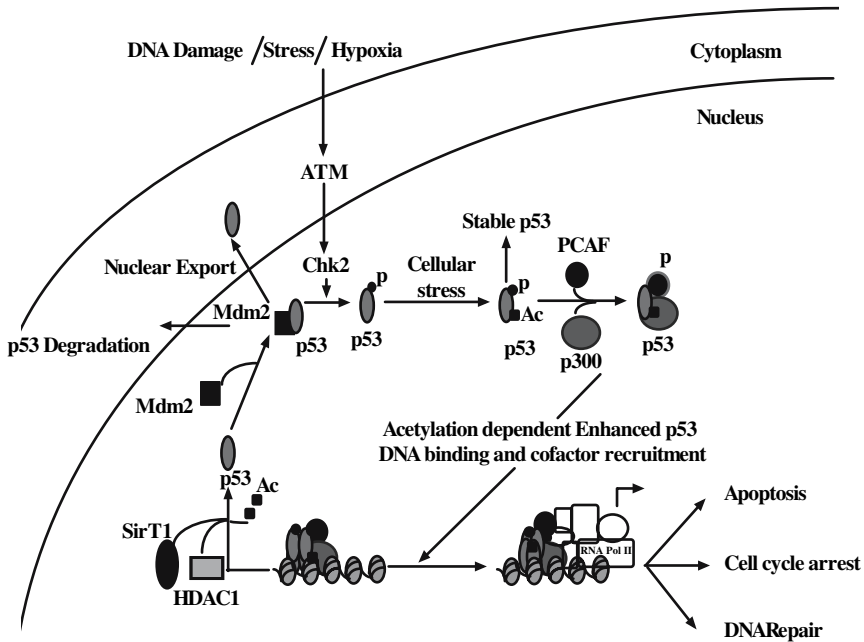 DNA Damage /Stress/ Hypoxia
Cytoplasm
Nucleus
ATM
Stable p53
PCAF
p
Nuclear Export
Chk2
p
Cellular
stress
p
Mdm2
Ac
p53
p53
p53
p300
p53
p53 Degradation
Mdm2
Acetylation dependent Enhanced p53
DNA binding and cofactor recruitment
p53
Ac
SirT1
HDAC1
RNA Pol II
Apoptosis
Cell cycle arrest
DNARepair